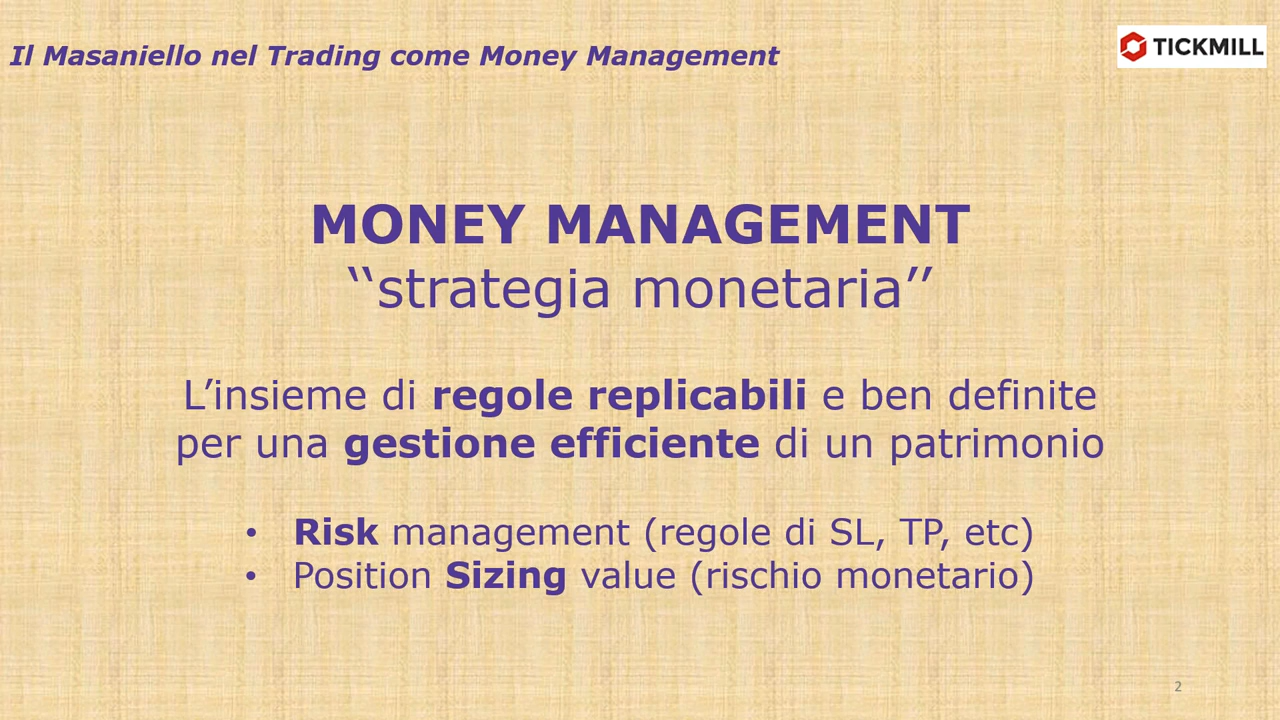 Il Masaniello nel Trading come Money Management
TICKMILL
MONEY MANAGEMENT
‘‘strategia monetaria’’
L’insieme di regole replicabili e ben definite
per una gestione efficiente di un patrimonio
• Risk management (regole di SL, TP, etc)
• Position Sizing value (rischio monetario)
2